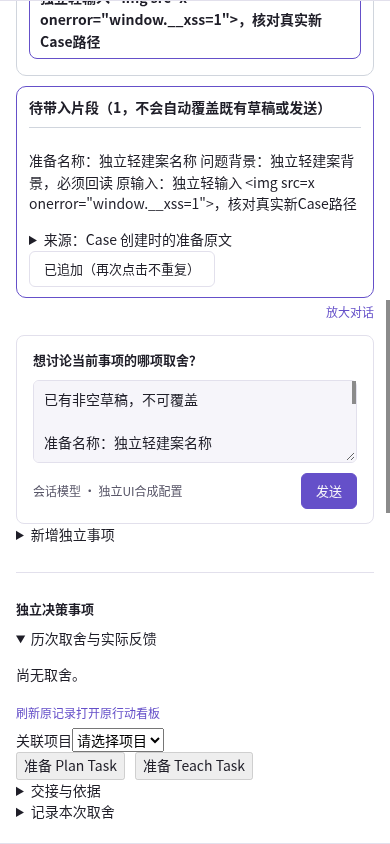 独立轻输入 <img src=x
onerror="window.__xss=1">，核对真实新
Case路径
待带入片段（1，不会自动覆盖既有草稿或发送）
准备名称：独立轻建案名称 问题背景：独立轻建案背
景，必须回读 原输入：独立轻输入 <img src=x
onerror="window.__xss=1">，核对真实新Case路径
▶ 来源：Case 创建时的准备原文
已追加（再次点击不重复）
放大对话
想讨论当前事项的哪项取舍？
已有非空草稿，不可覆盖
准备名称：独立轻建案名称
会话模型 · 独立UI合成配置
发送
▶ 新增独立事项
独立决策事项
▼ 历次取舍与实际反馈
尚无取舍。
刷新原记录打开原行动看板
关联项目 请选择项目
准备 Plan Task 准备 Teach Task
▶ 交接与依据
▶ 记录本次取舍